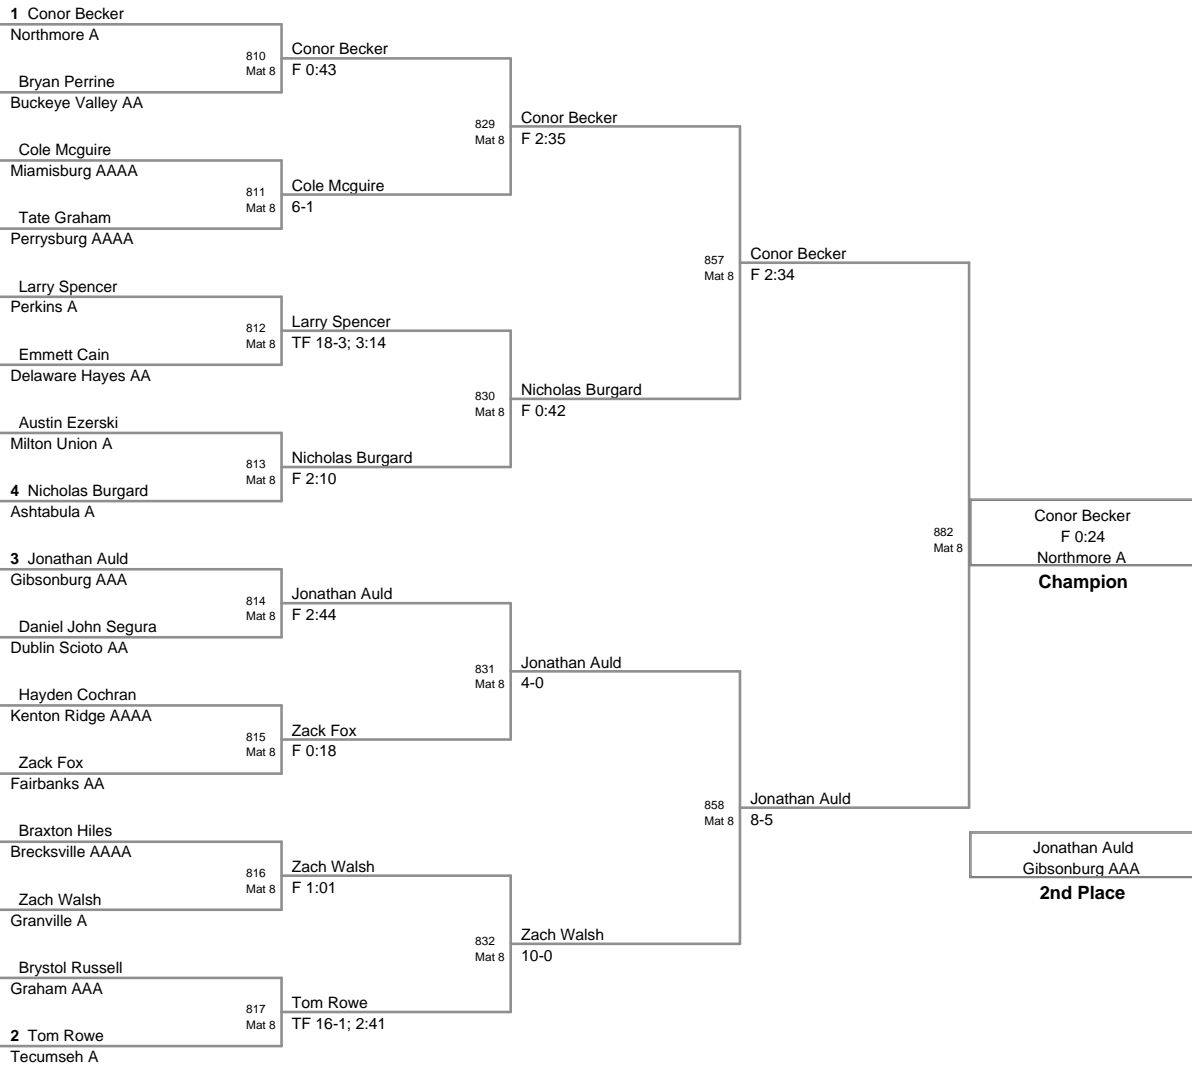 1 Conor Becker
Northmore A
810
Mat 8
Conor Becker
F 0:43
Bryan Perrine
Buckeye Valley AA
829
Mat 8
Conor Becker
F 2:35
Cole Mcguire
Miamisburg AAAA
811
Mat 8
Cole Mcguire
6-1
Tate Graham
Perrysburg AAAA
857
Mat 8
Conor Becker
F 2:34
Larry Spencer
Perkins A
812
Mat 8
Larry Spencer
TF 18-3; 3:14
Emmett Cain
Delaware Hayes AA
830
Mat 8
Nicholas Burgard
F 0:42
Austin Ezerski
Milton Union A
813
Mat 8
Nicholas Burgard
F 2:10
4 Nicholas Burgard
Ashtabula A
882
Mat 8
Conor Becker
F 0:24
Northmore A
Champion
3 Jonathan Auld
Gibsonburg AAA
814
Mat 8
Jonathan Auld
F 2:44
Daniel John Segura
Dublin Scioto AA
831
Mat 8
Jonathan Auld
4-0
Hayden Cochran
Kenton Ridge AAAA
815
Mat 8
Zack Fox
F 0:18
Zack Fox
Fairbanks AA
858
Mat 8
Jonathan Auld
8-5
Braxton Hiles
Brecksville AAAA
816
Mat 8
Zach Walsh
F 1:01
Jonathan Auld
Gibsonburg AAA
2nd Place
Zach Walsh
Granville A
832
Mat 8
Zach Walsh
10-0
Brystol Russell
Graham AAA
817
Mat 8
Tom Rowe
TF 16-1; 2:41
2 Tom Rowe
Tecumseh A